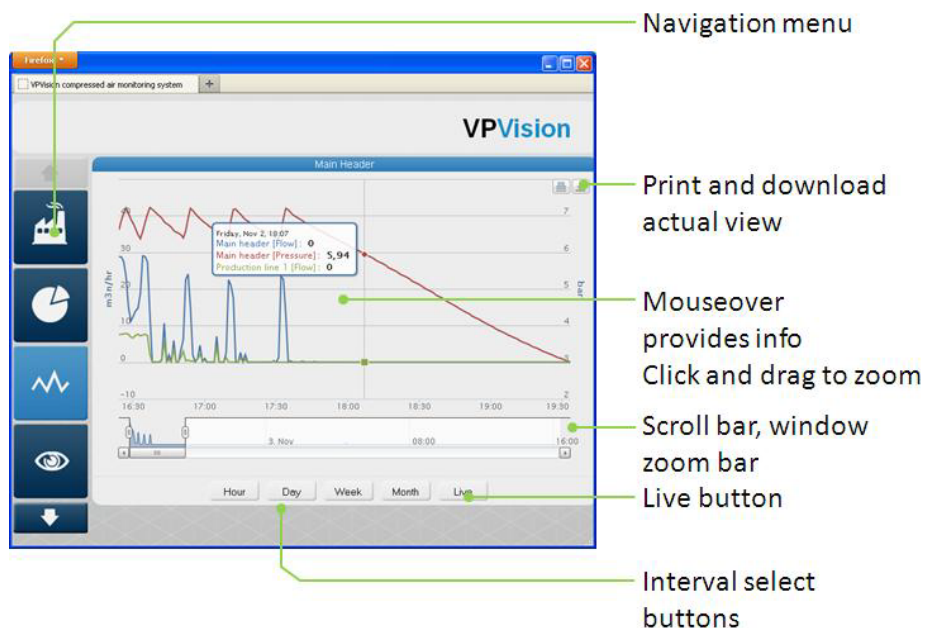 Navigation menu
Firefox
VPVision compressed air monitoring system
VPVision
Main Header
Print and download
actual view
40
7
Friday, Nov 2, 18:07
Main header [Flow] : 0
Main header [Pressure] : 5,94
Production line 1 [Flow] : 0
30
6
m3n/hr
20
5
bar
Mouseover
provides info
Click and drag to zoom
10
4
0
3
-10
2
16:30 17:00 17:30 18:00 18:30 19:00 19:30
Scroll bar, window
zoom bar
3. Nov 08:00 16:00
Live button
Hour Day Week Month Live
Interval select
buttons